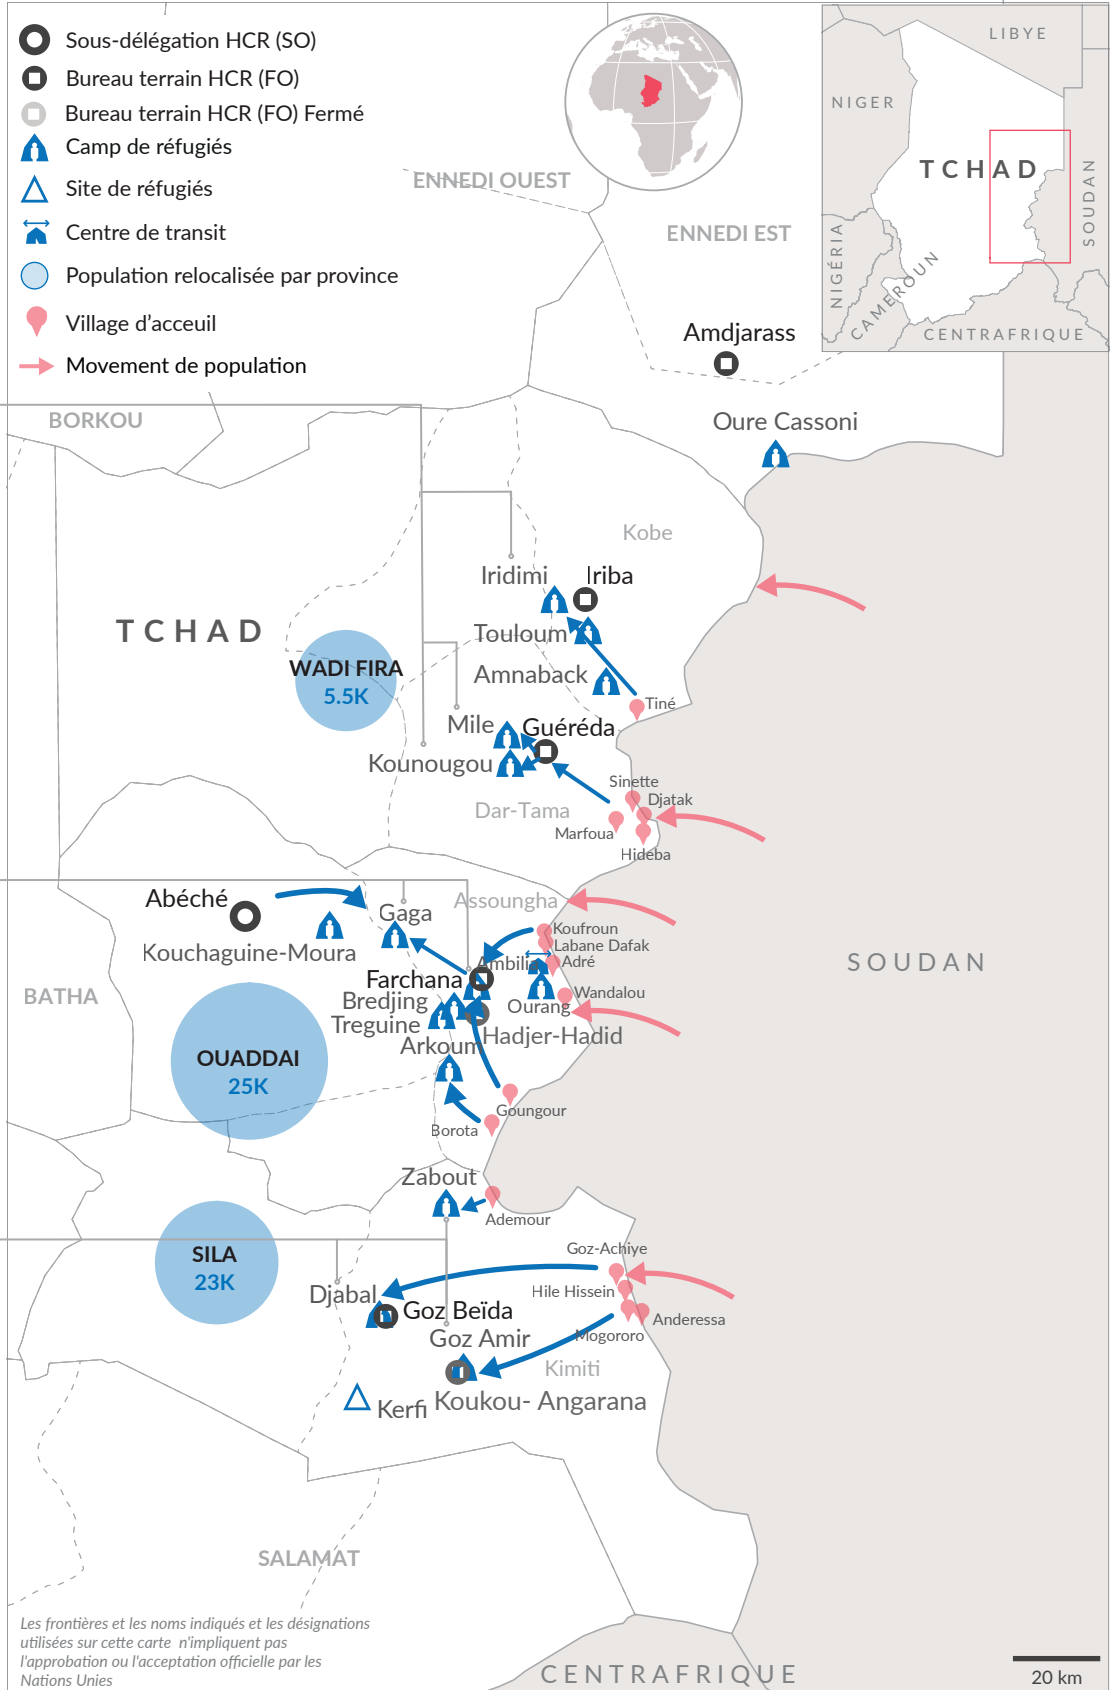 Sous-délégation HCR (SO)
Bureau terrain HCR (FO)
Bureau terrain HCR (FO) Fermé
Camp de réfugiés
Site de réfugiés
Centre de transit
Population relocalisée par province
Village d'acceuil
Movement de population
LIBYE
NIGER
TCHAD
SOUDAN
NIGÉRIA
CAMEROUN
CENTRAFRIQUE
ENNEDI OUEST
ENNEDI EST
Amdjarass
BORKOU
Oure Cassoni
Kobe
Iridimi
Iriba
TCHAD
Touloum
WADI FIRA
5.5K
Amnaback
Tiné
Mile
Guéréda
Kounougou
Sinette
Djatak
Dar-Tama
Marfoua
Hideba
Abéché
Assoungha
Gaga
Koufroun
Labane Dafak
Kouchaguine-Moura
Ambilia
Adré
SOUDAN
Farchana
BATHA
Bredjing
Wandalou
Ourang
Treguine
Hadjer-Hadid
Arkoum
OUADDAI
25K
Goungour
Borota
Zabout
Ademour
SILA
23K
Goz-Achiye
Hile Hissein
Djabal
Goz Beïda
Anderessa
Mogororo
Goz Amir
Kimiti
Kerfi
Koukou- Angarana
SALAMAT
Les frontières et les noms indiqués et les désignations
utilisées sur cette carte n'impliquent pas
l'approbation ou l'acceptation officielle par les
Nations Unies
CENTRAFRIQUE
20 km